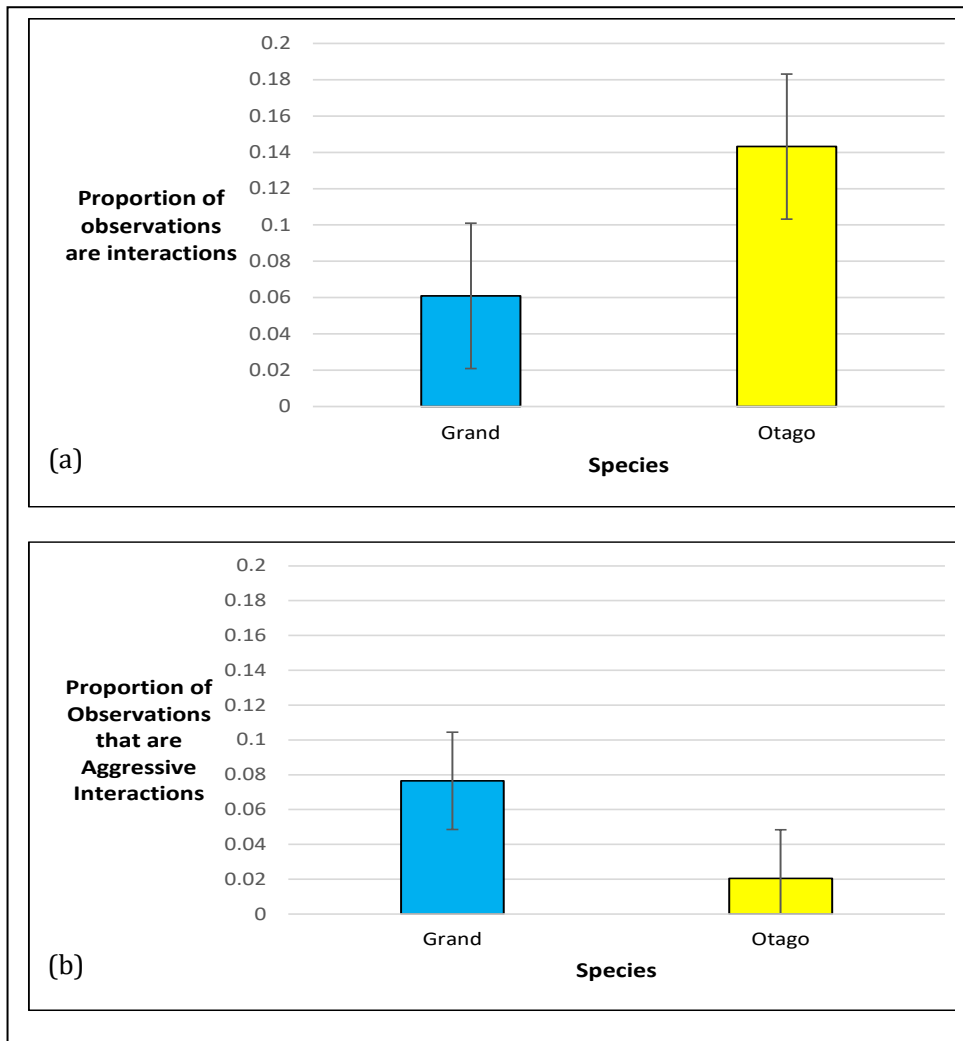 0.2
0.18
0.16
0.14
0.12
0.1
0.08
0.06
0.04
0.02
0
Proportion of
observations
are interactions
Grand
Otago
Species
(a)
0.2
0.18
0.16
0.14
0.12
0.1
0.08
0.06
0.04
0.02
0
Proportion of
Observations
that are
Aggressive
Interactions
Grand
Otago
Species
(b)